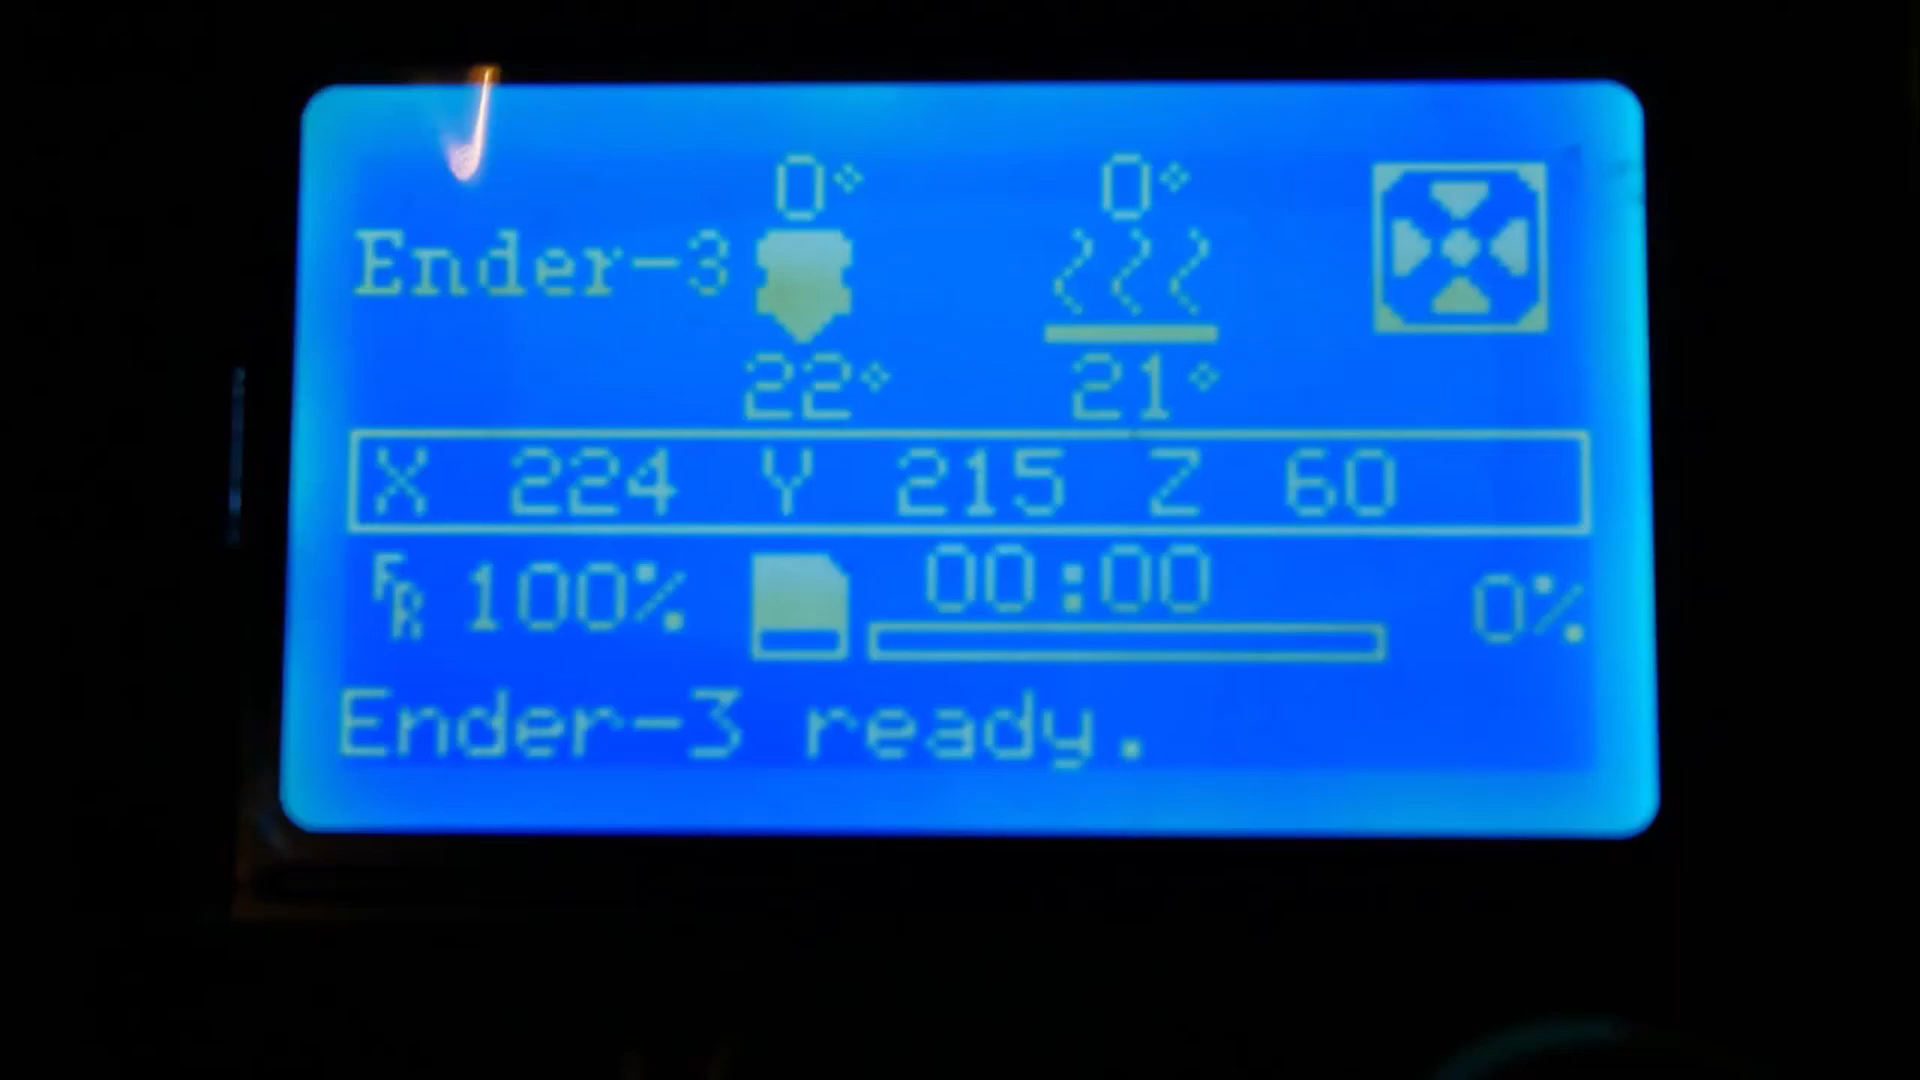 0° 0°
Ender-3
22° 21°
X 224 Y 215 Z 60
FR 100% 00:00 0%
Ender-3 ready.